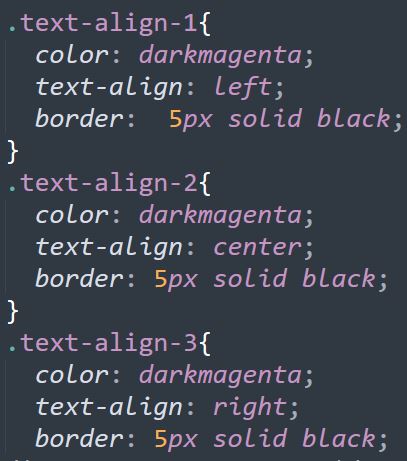 .text-align-1{
  color: darkmagenta;
  text-align: left;
  border:  5px solid black;
}
.text-align-2{
  color: darkmagenta;
  text-align: center;
  border: 5px solid black;
}
.text-align-3{
  color: darkmagenta;
  text-align: right;
  border: 5px solid black;